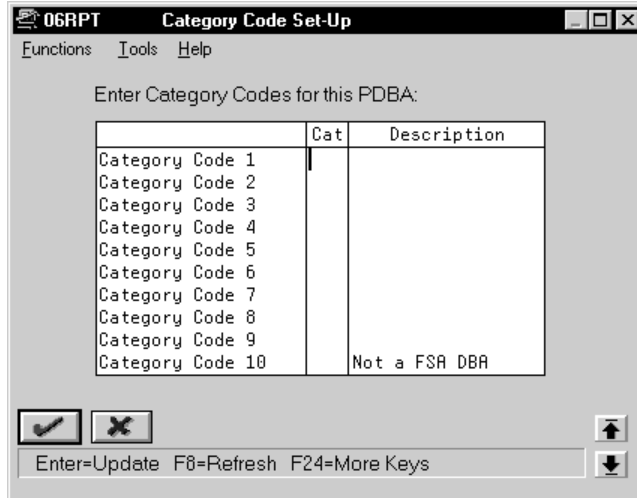 06RPT Category Code Set-Up
Functions Tools Help
Enter Category Codes for this PDBA:
Cat Description
Category Code 1
Category Code 2
Category Code 3
Category Code 4
Category Code 5
Category Code 6
Category Code 7
Category Code 8
Category Code 9
Category Code 10 Not a FSA DBA
Enter=Update F8=Refresh F24=More Keys